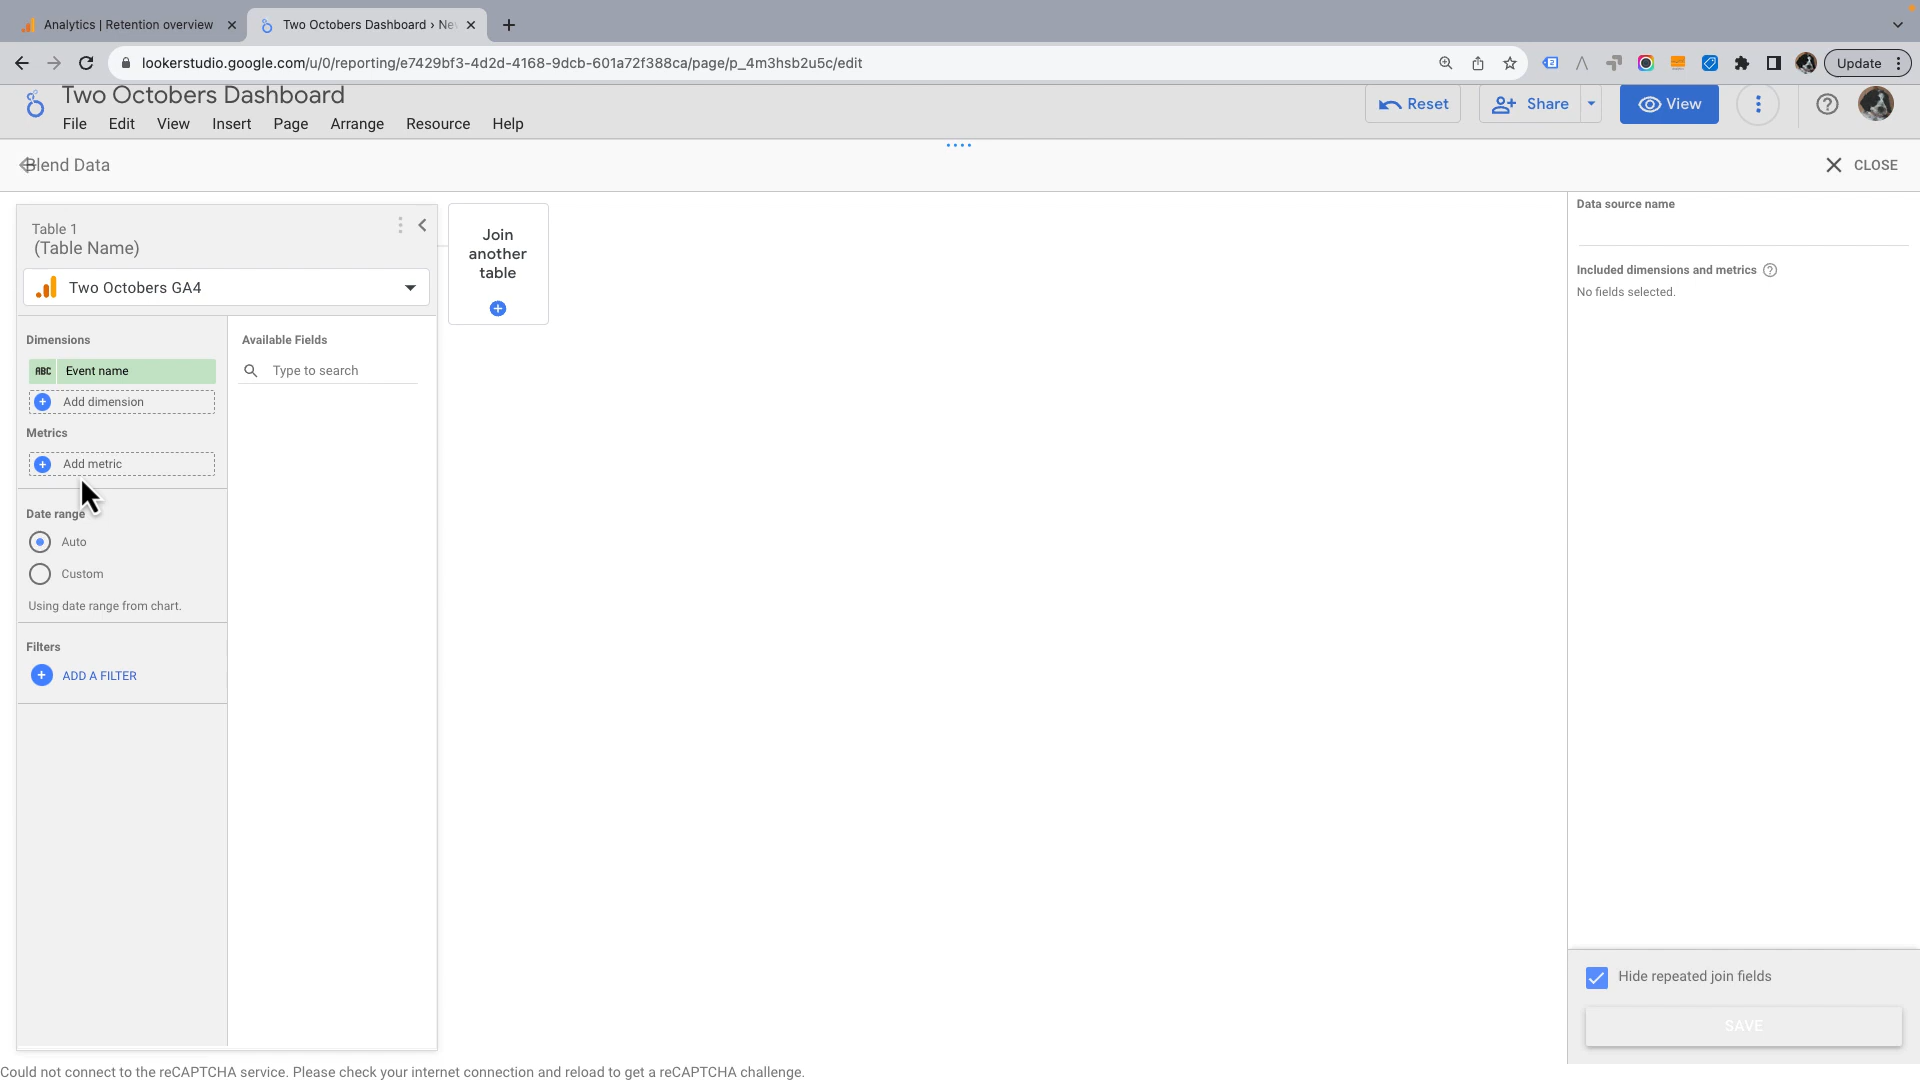 Analytics | Retention overview
Two Octobers Dashboard › Nev
lookerstudio.google.com/u/0/reporting/e7429bf3-4d2d-4168-9dcb-601a72f388ca/page/p_4m3hsb2u5c/edit
Update
Two Octobers Dashboard
File Edit View Insert Page Arrange Resource Help
Reset
Share
View
Blend Data
CLOSE
Table 1
(Table Name)
Two Octobers GA4
Dimensions
ABC Event name
Add dimension
Metrics
Add metric
Date range
Auto
Custom
Using date range from chart.
Filters
ADD A FILTER
Available Fields
Type to search
Join
another
table
Data source name
Included dimensions and metrics
No fields selected.
Hide repeated join fields
SAVE
Could not connect to the reCAPTCHA service. Please check your internet connection and reload to get a reCAPTCHA challenge.